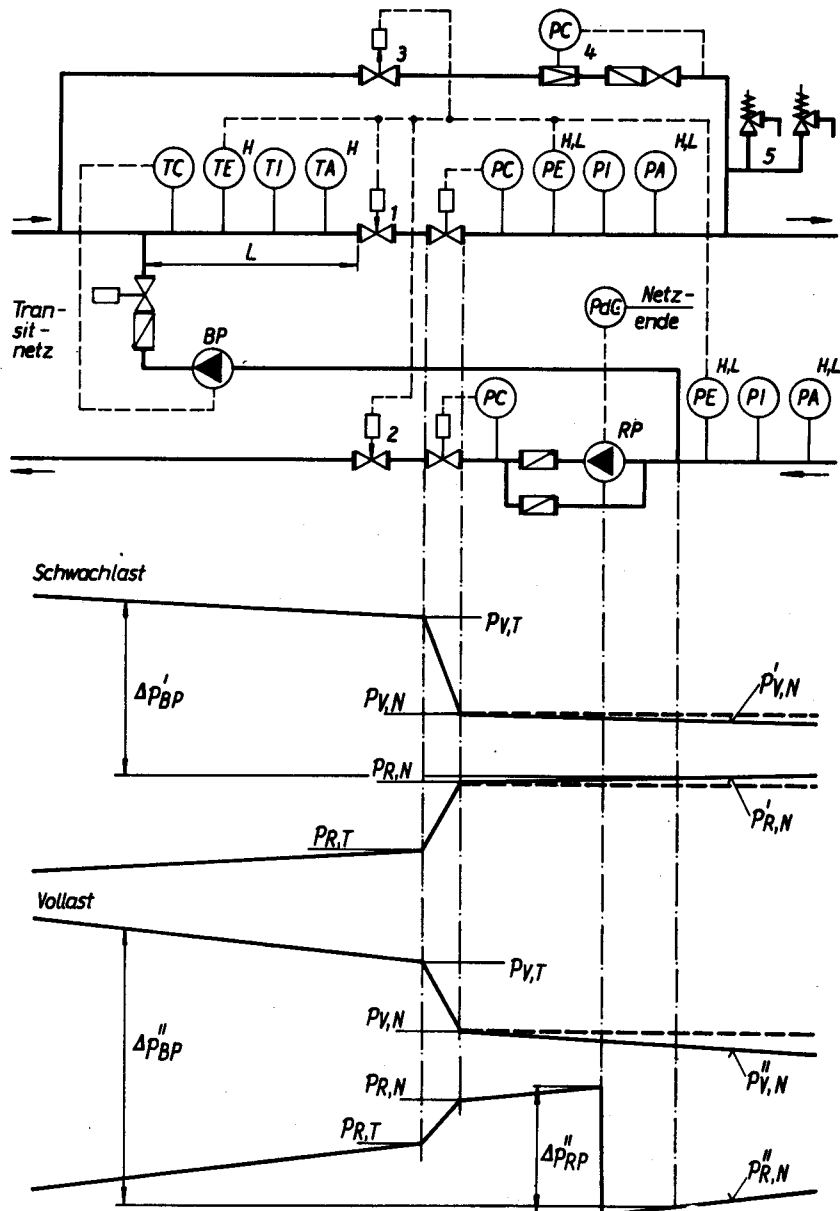 PC
3
4
H
H
H,L
H,L
TC
TE
TI
TA
PC
PE
PI
PA
5
1
L
Tran-
sit-
netz
BP
PdC
Netz-
ende
H,L
H,L
PC
PE
PI
PA
2
RP
Schwachlast
PV,T
Δp'BP
PV,N
p'V,N
PR,N
p'R,N
PR,T
Vollast
PV,T
PV,N
Δp''BP
p''V,N
PR,N
PR,T
Δp''RP
p''R,N